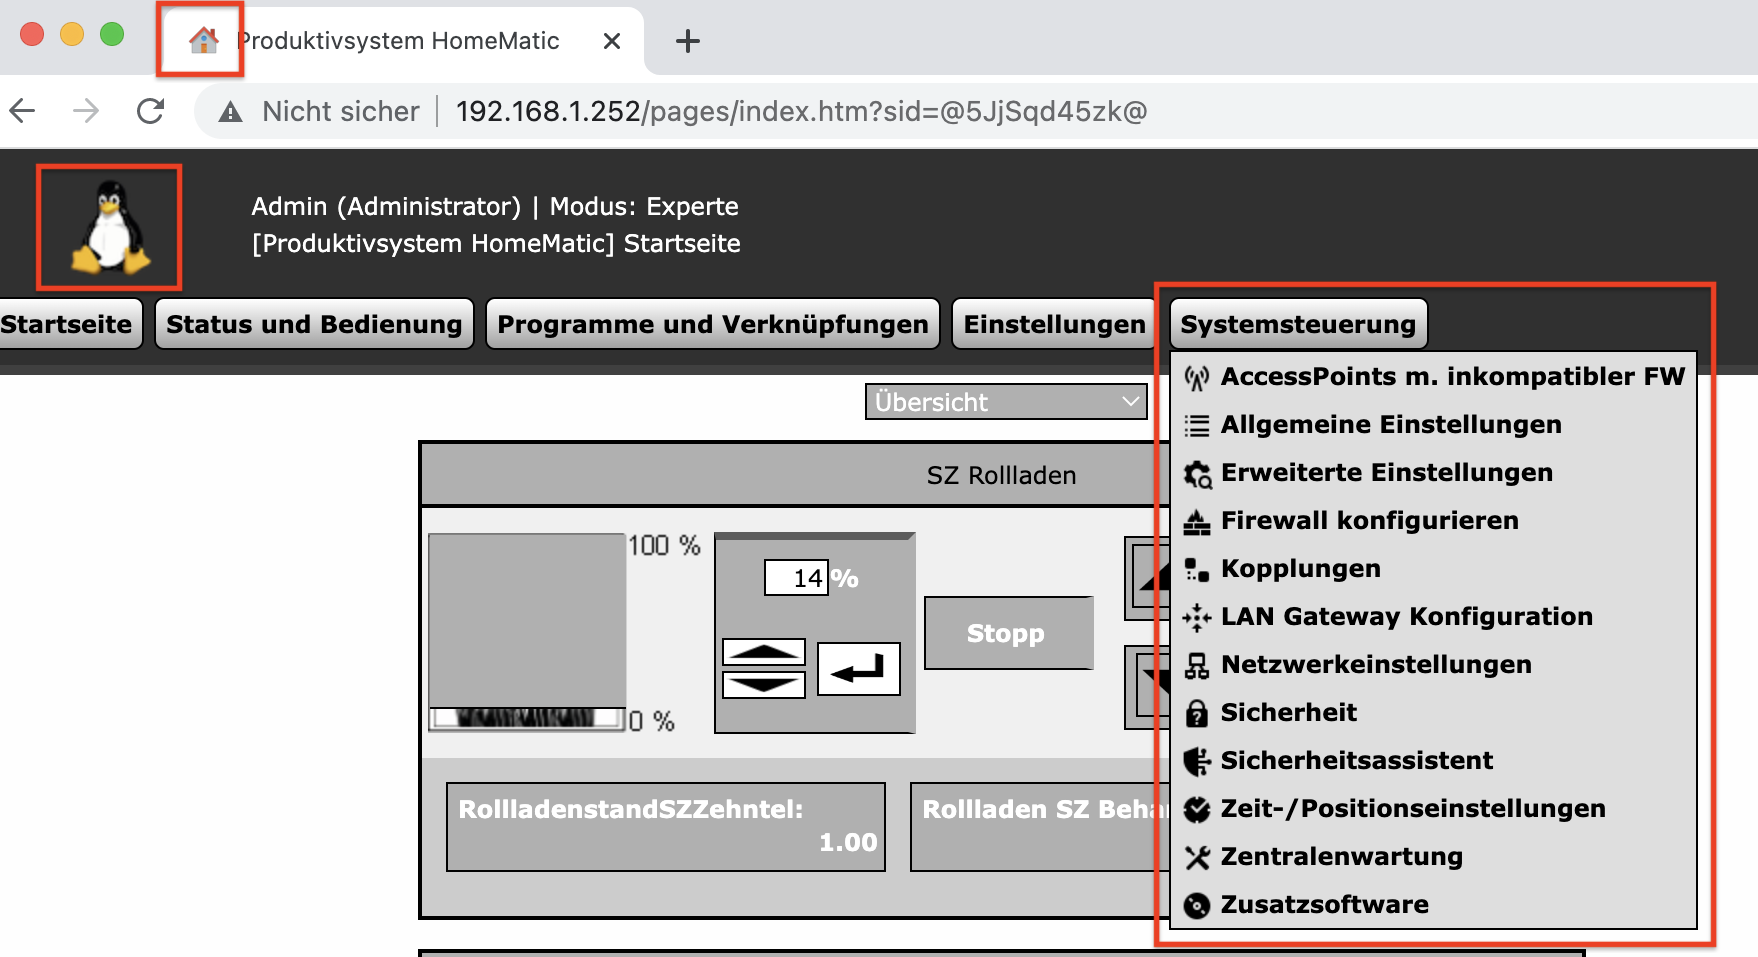 Produktivsystem HomeMatic
Nicht sicher
192.168.1.252/pages/index.htm?sid=@5JjSqd45zk@
Admin (Administrator) | Modus: Experte
[Produktivsystem HomeMatic] Startseite
Startseite
Status und Bedienung
Programme und Verknüpfungen
Einstellungen
Systemsteuerung
AccessPoints m. inkompatibler FW
Allgemeine Einstellungen
Erweiterte Einstellungen
Firewall konfigurieren
Kopplungen
LAN Gateway Konfiguration
Netzwerkeinstellungen
Sicherheit
Sicherheitsassistent
Zeit-/Positionseinstellungen
Zentralenwartung
Zusatzsoftware
Übersicht
SZ Rollladen
100 %
0 %
14 %
Stopp
RollladenstandSZZehntel:
1.00
Rollladen SZ